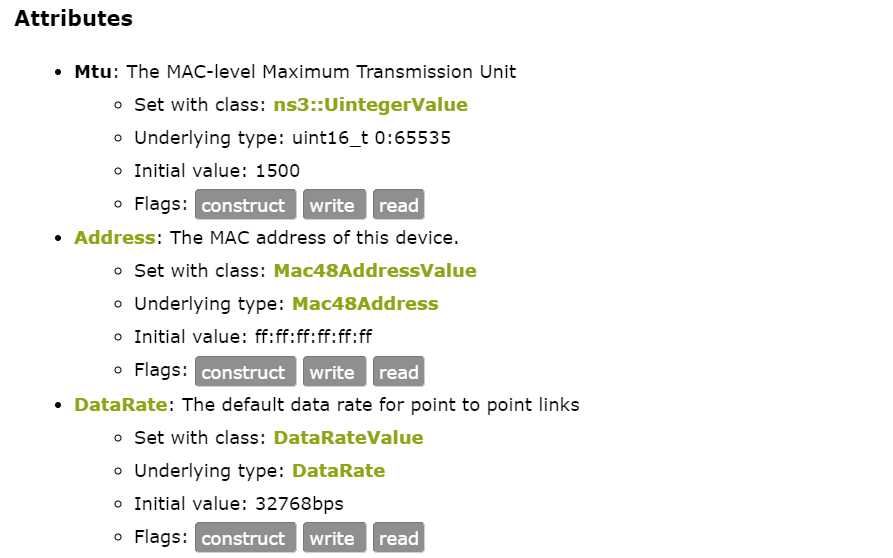 Attributes
Mtu: The MAC-level Maximum Transmission Unit
Set with class: ns3::UintegerValue
Underlying type: uint16_t 0:65535
Initial value: 1500
Flags: construct write read
Address: The MAC address of this device.
Set with class: Mac48AddressValue
Underlying type: Mac48Address
Initial value: ff:ff:ff:ff:ff:ff
Flags: construct write read
DataRate: The default data rate for point to point links
Set with class: DataRateValue
Underlying type: DataRate
Initial value: 32768bps
Flags: construct write read